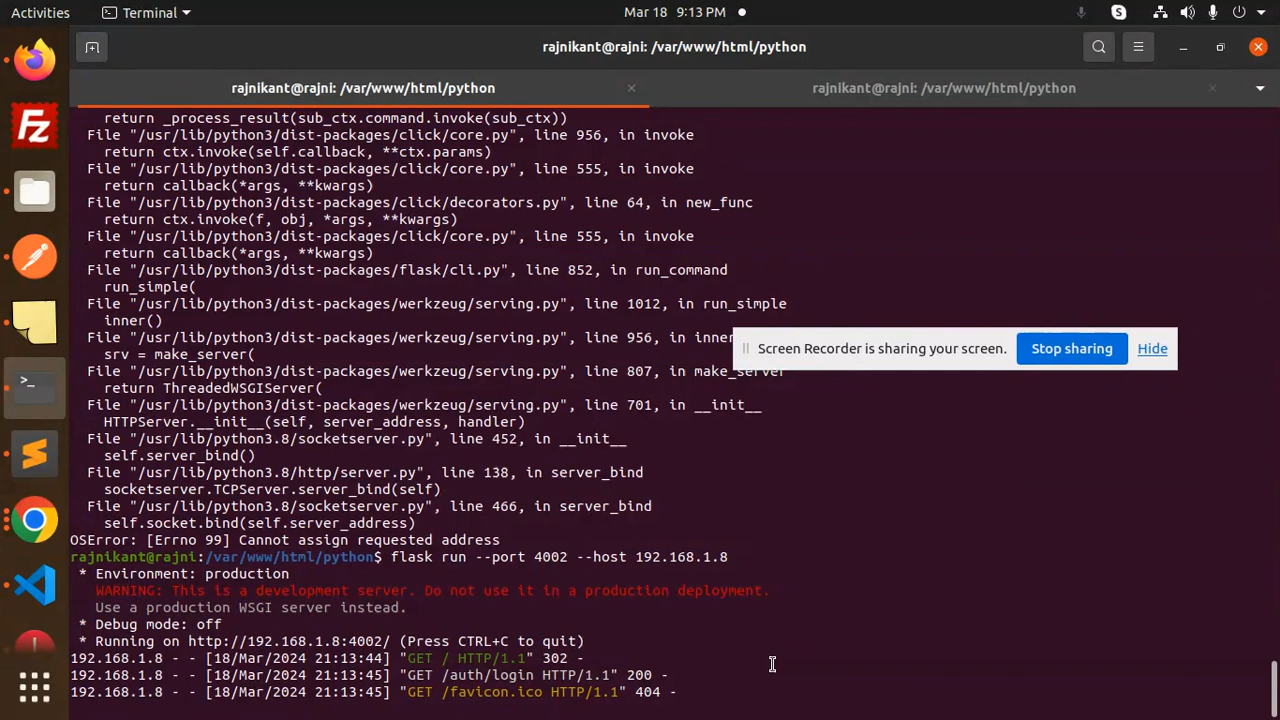 Activities
Terminal
Mar 18 9:13 PM
S
rajnikant@rajni: /var/www/html/python
rajnikant@rajni: /var/www/html/python
rajnikant@rajni: /var/www/html/python
return _process_result(sub_ctx.command.invoke(sub_ctx))
File "/usr/lib/python3/dist-packages/click/core.py", line 956, in invoke
return ctx.invoke(self.callback, **ctx.params)
File "/usr/lib/python3/dist-packages/click/core.py", line 555, in invoke
return callback(*args, **kwargs)
File "/usr/lib/python3/dist-packages/click/decorators.py", line 64, in new_func
return ctx.invoke(f, obj, *args, **kwargs)
File "/usr/lib/python3/dist-packages/click/core.py", line 555, in invoke
return callback(*args, **kwargs)
File "/usr/lib/python3/dist-packages/flask/cli.py", line 852, in run_command
run_simple(
File "/usr/lib/python3/dist-packages/werkzeug/serving.py", line 1012, in run_simple
inner()
File "/usr/lib/python3/dist-packages/werkzeug/serving.py", line 956, in inner
Screen Recorder is sharing your screen.
Stop sharing
Hide
srv = make_server(
File "/usr/lib/python3/dist-packages/werkzeug/serving.py", line 807, in make_server
return ThreadedWSGIServer(
File "/usr/lib/python3/dist-packages/werkzeug/serving.py", line 701, in __init__
HTTPServer.__init__(self, server_address, handler)
File "/usr/lib/python3.8/socketserver.py", line 452, in __init__
self.server_bind()
File "/usr/lib/python3.8/http/server.py", line 138, in server_bind
socketserver.TCPServer.server_bind(self)
File "/usr/lib/python3.8/socketserver.py", line 466, in server_bind
self.socket.bind(self.server_address)
OSError: [Errno 99] Cannot assign requested address
rajnikant@rajni:/var/www/html/python$ flask run --port 4002 --host 192.168.1.8
* Environment: production
WARNING: This is a development server. Do not use it in a production deployment.
Use a production WSGI server instead.
* Debug mode: off
* Running on http://192.168.1.8:4002/ (Press CTRL+C to quit)
192.168.1.8 - - [18/Mar/2024 21:13:44] "GET / HTTP/1.1" 302 -
192.168.1.8 - - [18/Mar/2024 21:13:45] "GET /auth/login HTTP/1.1" 200 -
192.168.1.8 - - [18/Mar/2024 21:13:45] "GET /favicon.ico HTTP/1.1" 404 -